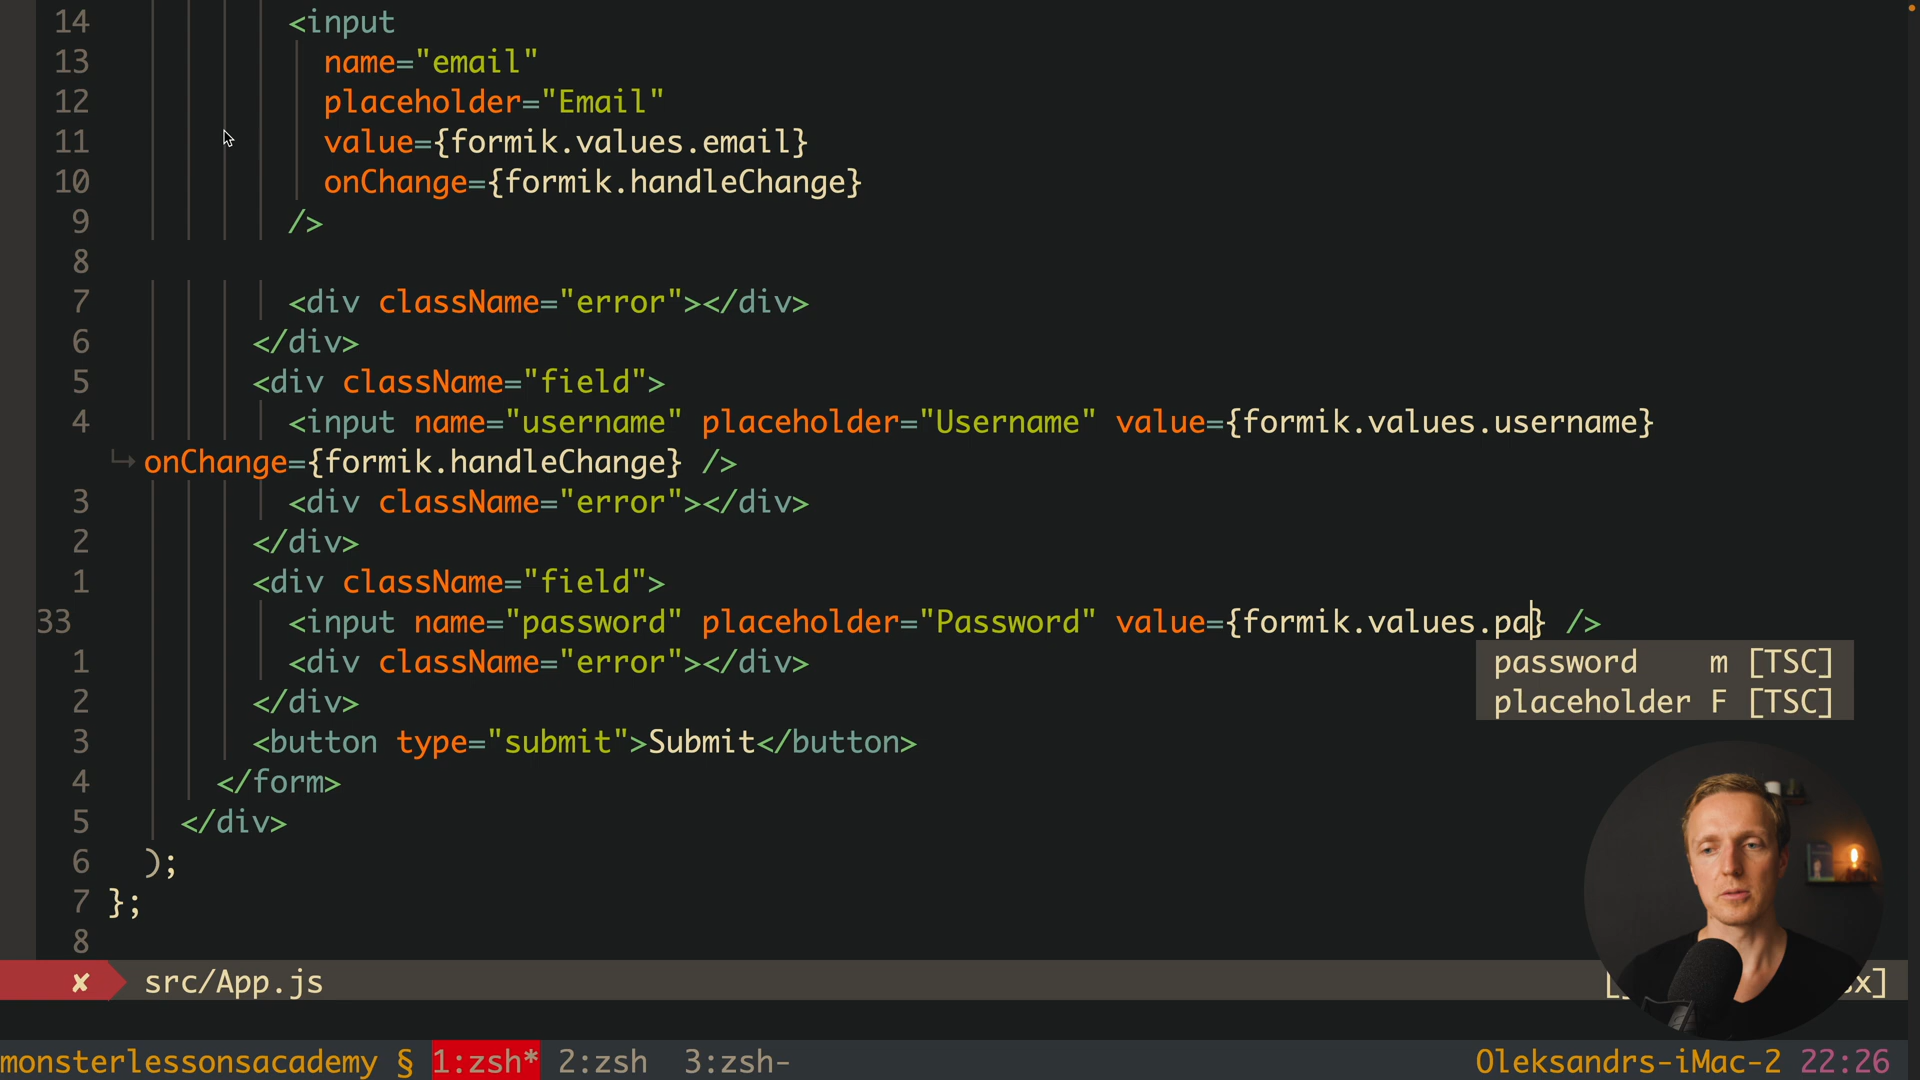 14 <input
13 name="email"
12 placeholder="Email"
11 value={formik.values.email}
10 onChange={formik.handleChange}
9 />
8
7 <div className="error"></div>
6 </div>
5 <div className="field">
4 <input name="username" placeholder="Username" value={formik.values.username}
↪ onChange={formik.handleChange} />
3 <div className="error"></div>
2 </div>
1 <div className="field">
33 <input name="password" placeholder="Password" value={formik.values.pa} />
1 <div className="error"></div> password m [TSC]
2 </div> placeholder F [TSC]
3 <button type="submit">Submit</button>
4 </form>
5 </div>
6 );
7 };
8
✘ src/App.js
monsterlessonsacademy § 1:zsh* 2:zsh 3:zsh- Oleksandrs-iMac-2 22:26